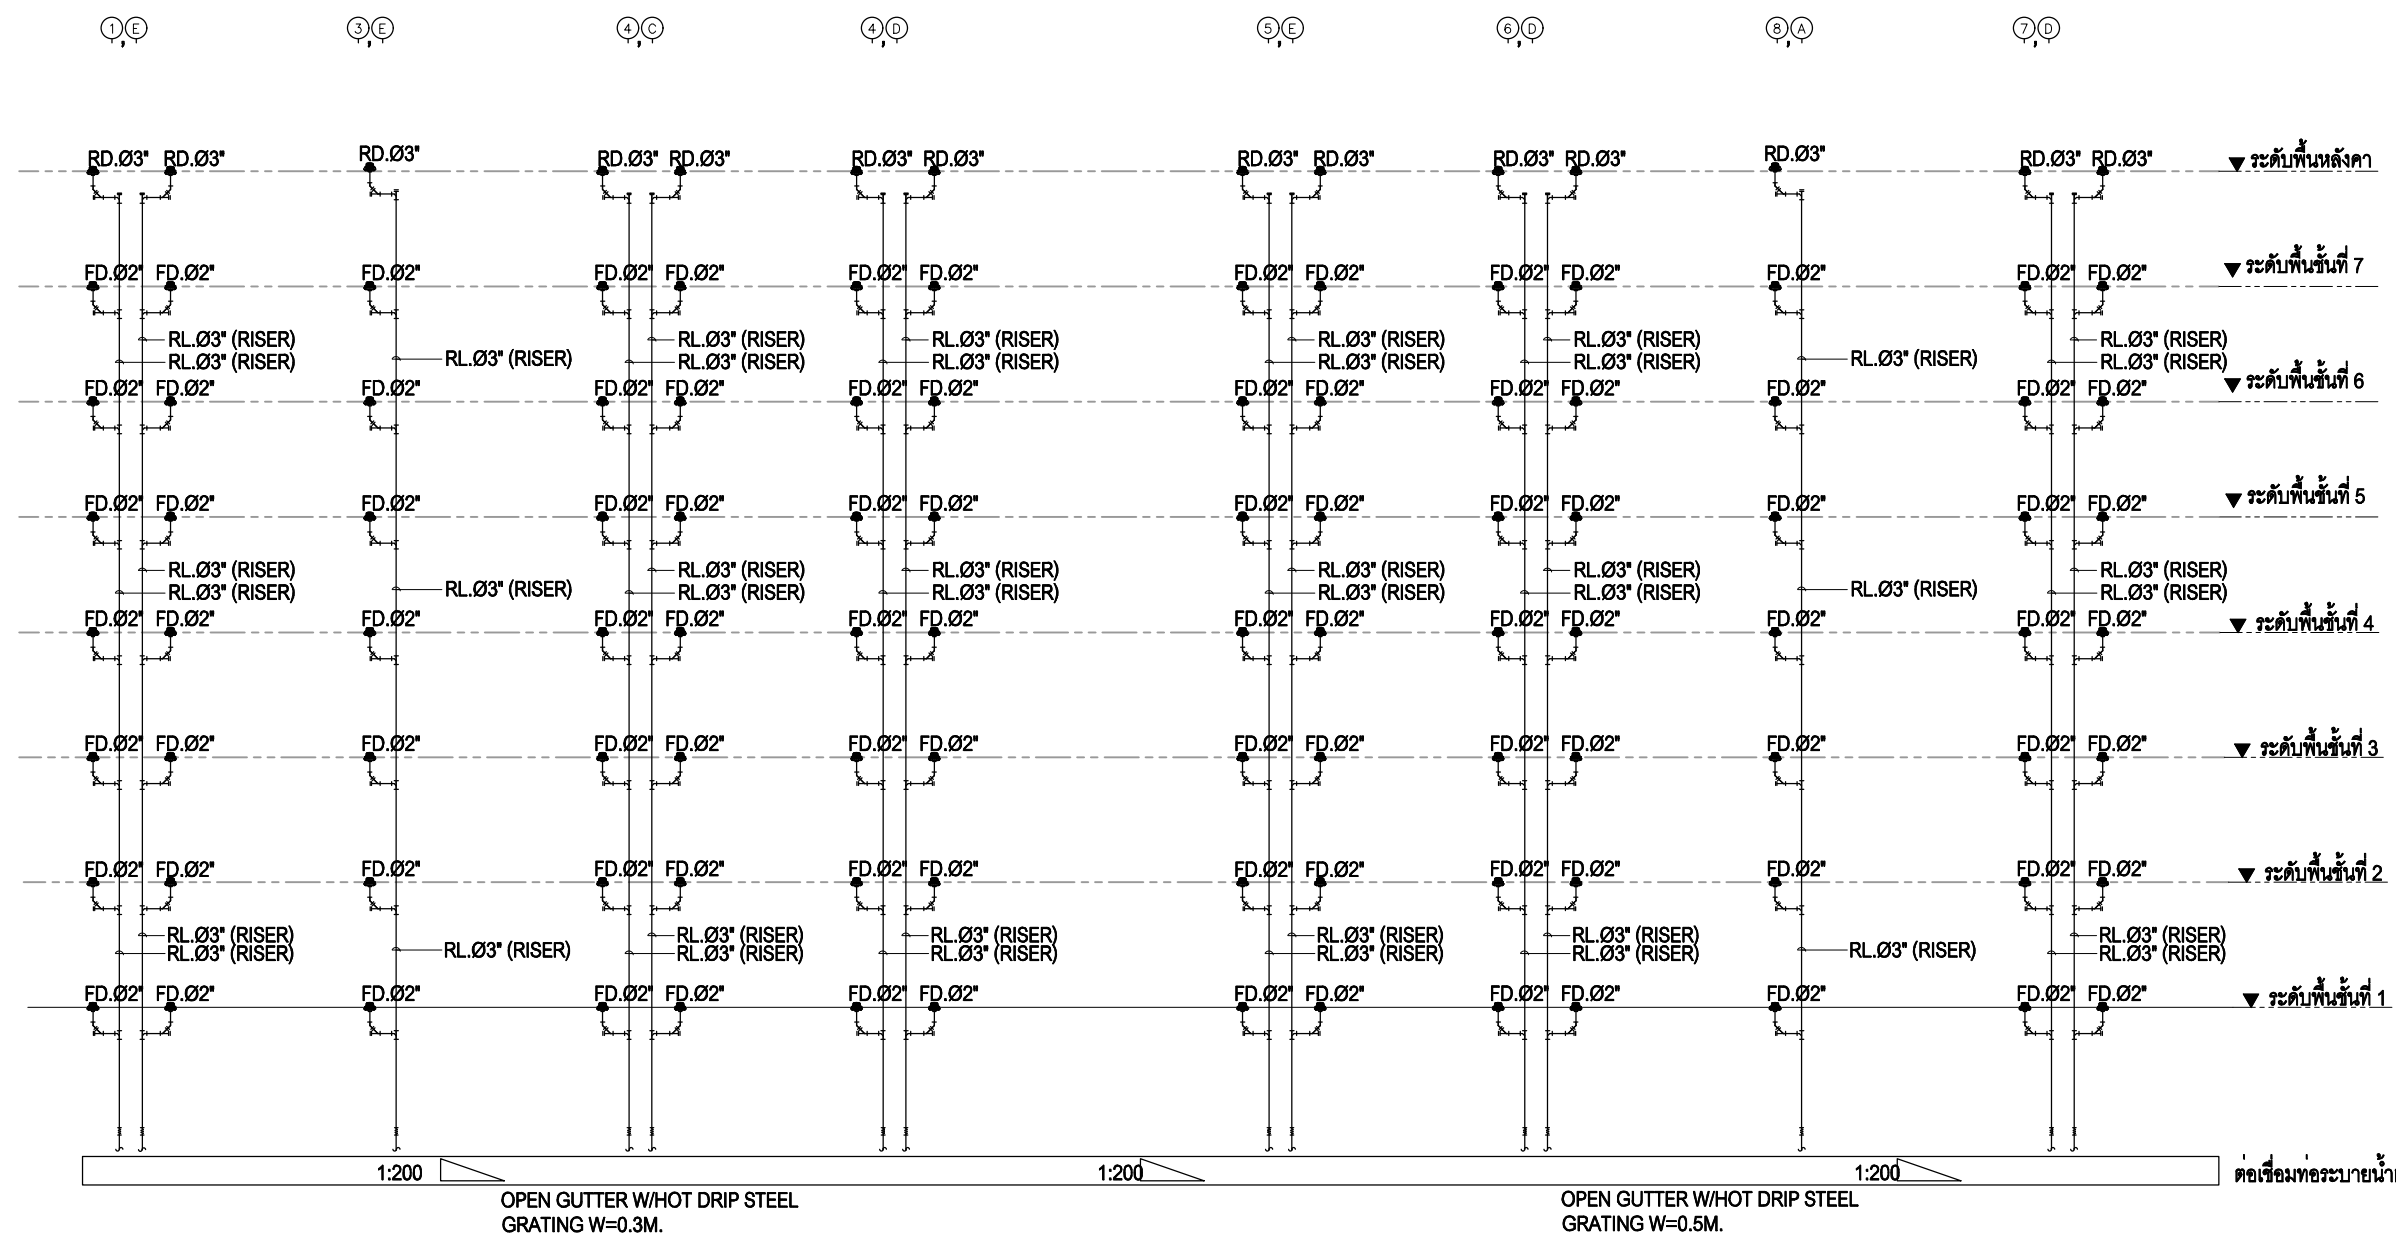 1 , E 3 , E 4 , C 4 , D 5 , E 6 , D 8 , A 7 , D
RD.Ø3" RD.Ø3" RD.Ø3" RD.Ø3" RD.Ø3" RD.Ø3" RD.Ø3" RD.Ø3" RD.Ø3" RD.Ø3" RD.Ø3" RD.Ø3" RD.Ø3" RD.Ø3" ระดับพื้นหลังคา
FD.Ø2" FD.Ø2" FD.Ø2" FD.Ø2" FD.Ø2" FD.Ø2" FD.Ø2" FD.Ø2" FD.Ø2" FD.Ø2" FD.Ø2" FD.Ø2" FD.Ø2" FD.Ø2" ระดับพื้นชั้นที่ 7
RL.Ø3" (RISER) RL.Ø3" (RISER) RL.Ø3" (RISER) RL.Ø3" (RISER) RL.Ø3" (RISER) RL.Ø3" (RISER)
RL.Ø3" (RISER) RL.Ø3" (RISER) RL.Ø3" (RISER) RL.Ø3" (RISER) RL.Ø3" (RISER) RL.Ø3" (RISER) RL.Ø3" (RISER) RL.Ø3" (RISER)
FD.Ø2" FD.Ø2" FD.Ø2" FD.Ø2" FD.Ø2" FD.Ø2" FD.Ø2" FD.Ø2" FD.Ø2" FD.Ø2" FD.Ø2" FD.Ø2" FD.Ø2" FD.Ø2" ระดับพื้นชั้นที่ 6
FD.Ø2" FD.Ø2" FD.Ø2" FD.Ø2" FD.Ø2" FD.Ø2" FD.Ø2" FD.Ø2" FD.Ø2" FD.Ø2" FD.Ø2" FD.Ø2" FD.Ø2" FD.Ø2" ระดับพื้นชั้นที่ 5
RL.Ø3" (RISER) RL.Ø3" (RISER) RL.Ø3" (RISER) RL.Ø3" (RISER) RL.Ø3" (RISER) RL.Ø3" (RISER)
RL.Ø3" (RISER) RL.Ø3" (RISER) RL.Ø3" (RISER) RL.Ø3" (RISER) RL.Ø3" (RISER) RL.Ø3" (RISER) RL.Ø3" (RISER) RL.Ø3" (RISER)
FD.Ø2" FD.Ø2" FD.Ø2" FD.Ø2" FD.Ø2" FD.Ø2" FD.Ø2" FD.Ø2" FD.Ø2" FD.Ø2" FD.Ø2" FD.Ø2" FD.Ø2" FD.Ø2" ระดับพื้นชั้นที่ 4
FD.Ø2" FD.Ø2" FD.Ø2" FD.Ø2" FD.Ø2" FD.Ø2" FD.Ø2" FD.Ø2" FD.Ø2" FD.Ø2" FD.Ø2" FD.Ø2" FD.Ø2" FD.Ø2" ระดับพื้นชั้นที่ 3
FD.Ø2" FD.Ø2" FD.Ø2" FD.Ø2" FD.Ø2" FD.Ø2" FD.Ø2" FD.Ø2" FD.Ø2" FD.Ø2" FD.Ø2" FD.Ø2" FD.Ø2" FD.Ø2" ระดับพื้นชั้นที่ 2
RL.Ø3" (RISER) RL.Ø3" (RISER) RL.Ø3" (RISER) RL.Ø3" (RISER) RL.Ø3" (RISER) RL.Ø3" (RISER)
RL.Ø3" (RISER) RL.Ø3" (RISER) RL.Ø3" (RISER) RL.Ø3" (RISER) RL.Ø3" (RISER) RL.Ø3" (RISER) RL.Ø3" (RISER) RL.Ø3" (RISER)
FD.Ø2" FD.Ø2" FD.Ø2" FD.Ø2" FD.Ø2" FD.Ø2" FD.Ø2" FD.Ø2" FD.Ø2" FD.Ø2" FD.Ø2" FD.Ø2" FD.Ø2" FD.Ø2" ระดับพื้นชั้นที่ 1
1:200 1:200 1:200 ต่อเชื่อมท่อระบายน้ำ
OPEN GUTTER W/HOT DRIP STEEL OPEN GUTTER W/HOT DRIP STEEL
GRATING W=0.3M. GRATING W=0.5M.